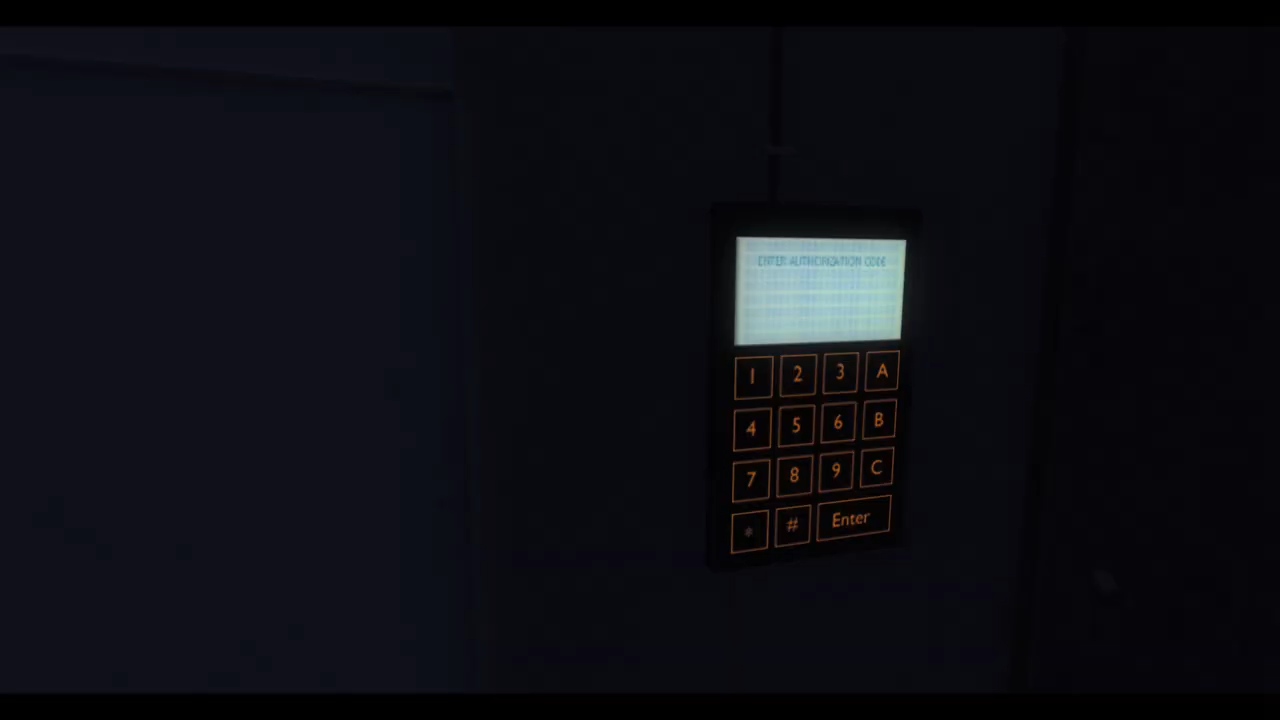 ENTER AUTHORIZATION CODE
1 2 3 A
4 5 6 B
7 8 9 C
* # Enter